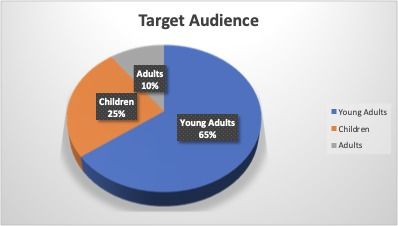 Target Audience
Adults
10%
Children
25%
Young Adults
65%
Young Adults
Children
Adults